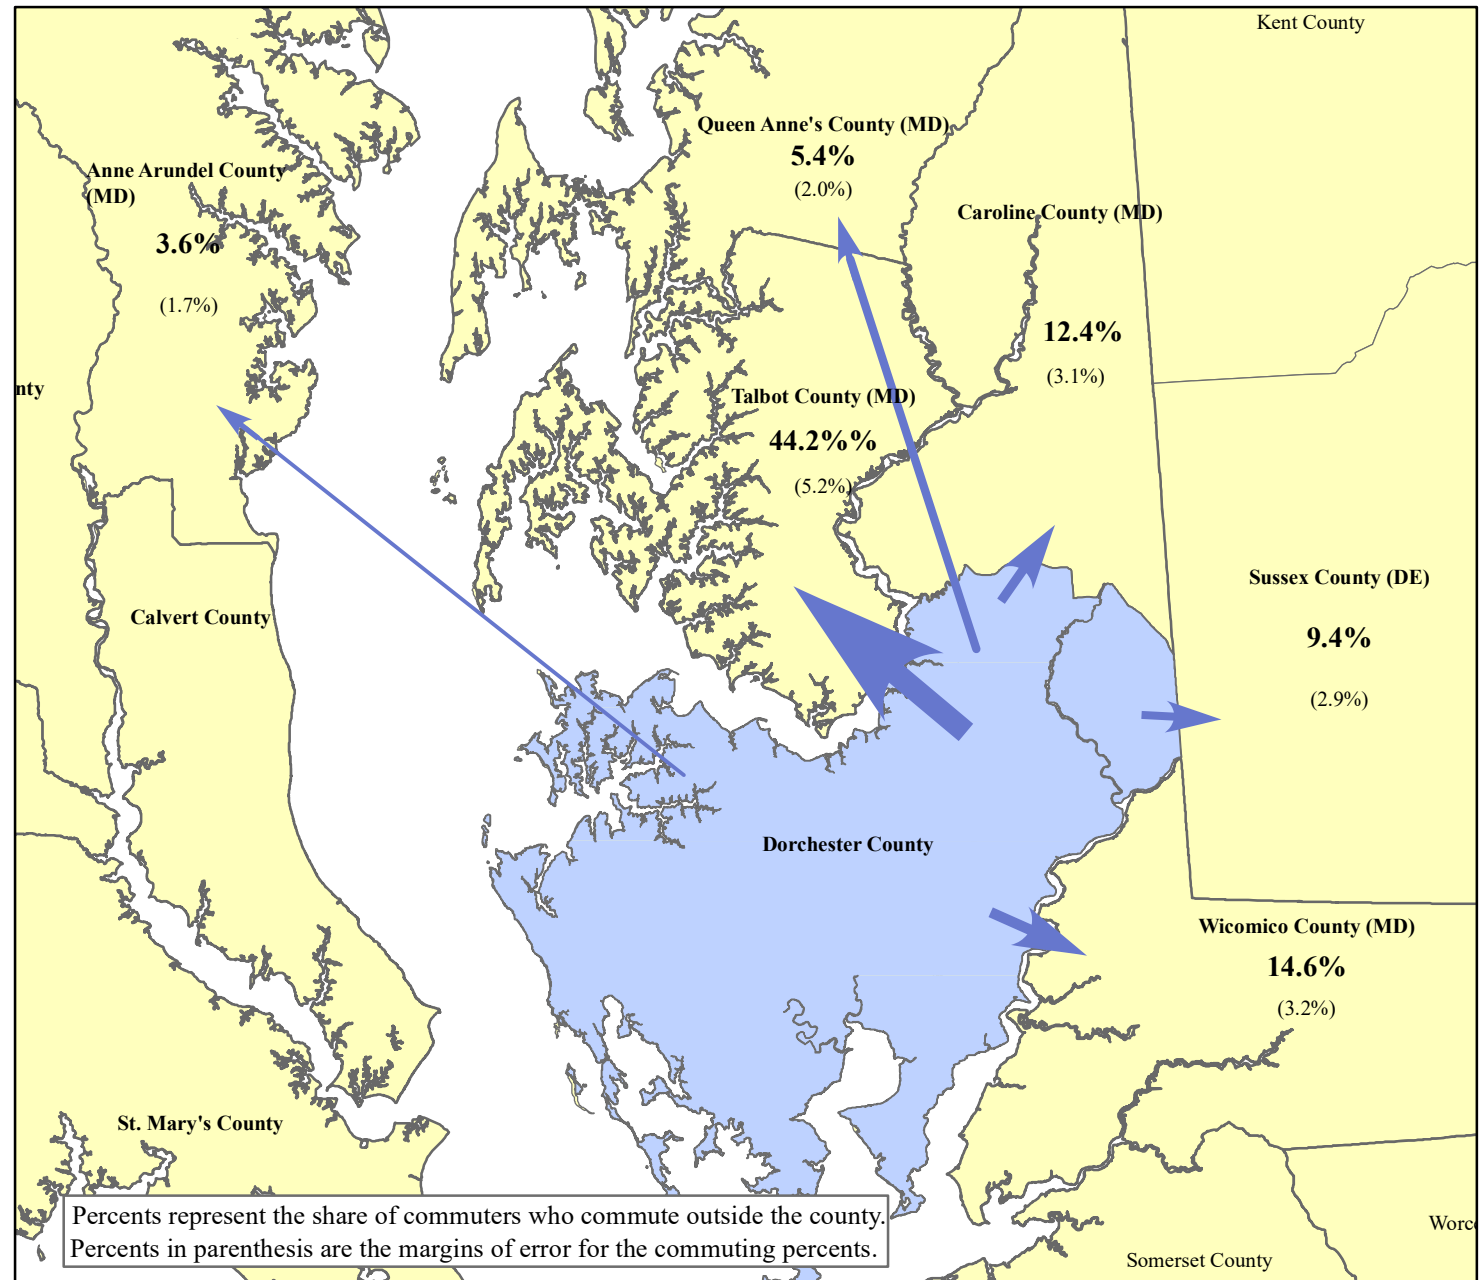 Kent County
Queen Anne's County (MD)
5.4%
(2.0%)
Anne Arundel County
(MD)
3.6%
(1.7%)
Caroline County (MD)
12.4%
(3.1%)
nty
Talbot County (MD)
44.2%%
(5.2%)
Sussex County (DE)
9.4%
(2.9%)
Calvert County
Dorchester County
Wicomico County (MD)
14.6%
(3.2%)
St. Mary's County
Percents represent the share of commuters who commute outside the county.
Percents in parenthesis are the margins of error for the commuting percents.
Worc
Somerset County